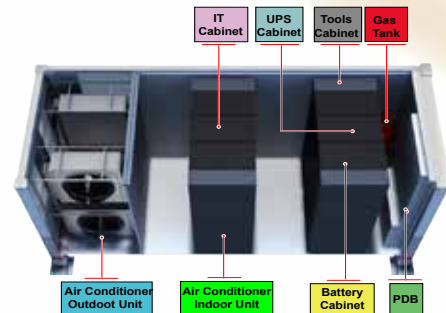 IT
Cabinet
UPS
Cabinet
Tools
Cabinet
Gas
Tank
Air Conditioner
Outdoot Unit
Air Conditioner
Indoor Unit
Battery
Cabinet
PDB